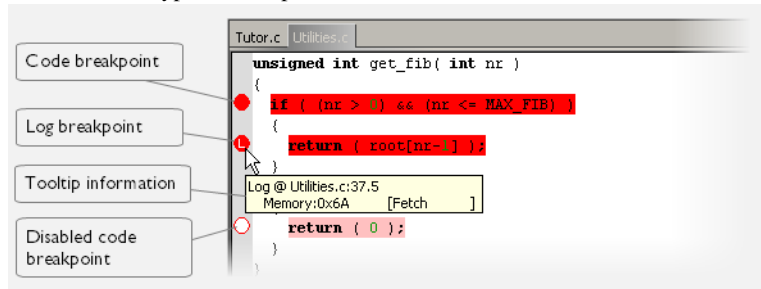 Tutor.c Utilities.c
Code breakpoint
unsigned int get_fib( int nr )
{
if ( (nr > 0) && (nr <= MAX_FIB) )
{
Log breakpoint
L
return ( root[nr-1] );
}
Tooltip information
Log @ Utilities.c:37.5
Memory:0x6A [Fetch ]
Disabled code
breakpoint
return ( 0 );
}
}